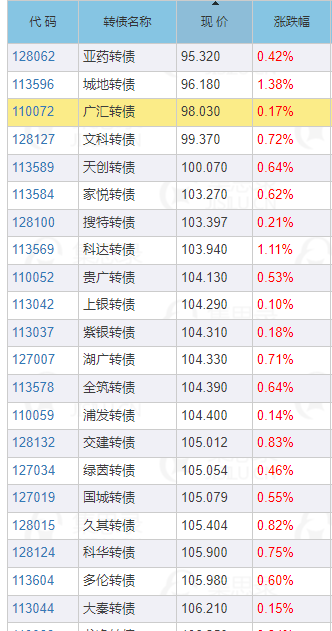 代 码 转债名称 现 价 涨跌幅
128062 亚药转债 95.320 0.42%
113596 城地转债 96.180 1.38%
110072 广汇转债 98.030 0.17%
128127 文科转债 99.370 0.72%
113589 天创转债 100.070 0.64%
113584 家悦转债 103.270 0.62%
128100 搜特转债 103.397 0.21%
113569 科达转债 103.940 1.11%
110052 贵广转债 104.130 0.53%
113042 上银转债 104.290 0.10%
113037 紫银转债 104.310 0.18%
127007 湖广转债 104.330 0.71%
113578 全筑转债 104.390 0.64%
110059 浦发转债 104.400 0.14%
128132 交建转债 105.012 0.83%
127034 绿茵转债 105.054 0.46%
127019 国城转债 105.079 0.55%
128015 久其转债 105.404 0.82%
128124 科华转债 105.900 0.75%
113604 多伦转债 105.980 0.60%
113044 大秦转债 106.210 0.15%